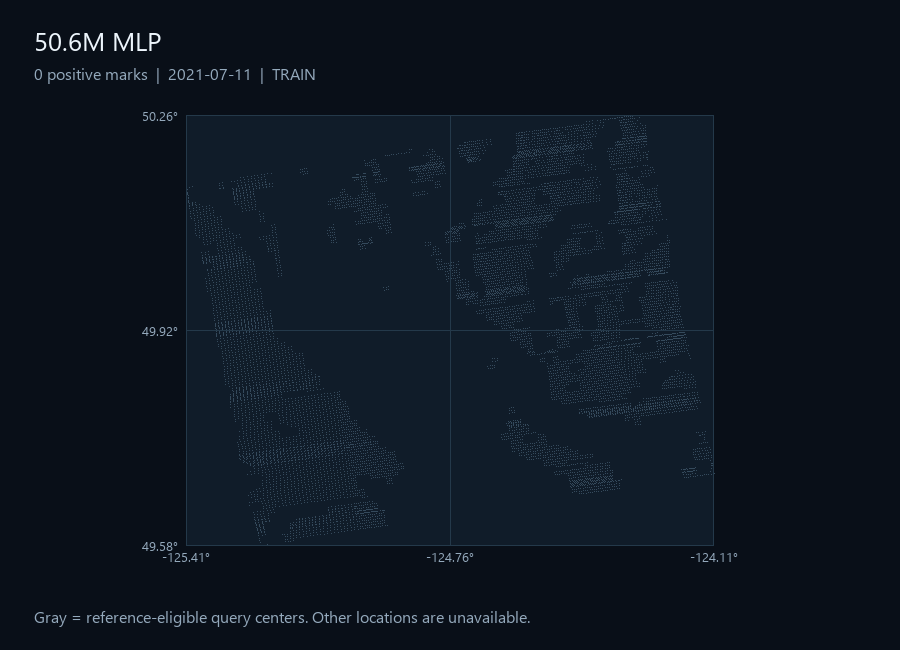 50.6M MLP
0 positive marks | 2021-07-11 | TRAIN
50.26°
49.92°
49.58°
-125.41°
-124.76°
-124.11°
Gray = reference-eligible query centers. Other locations are unavailable.